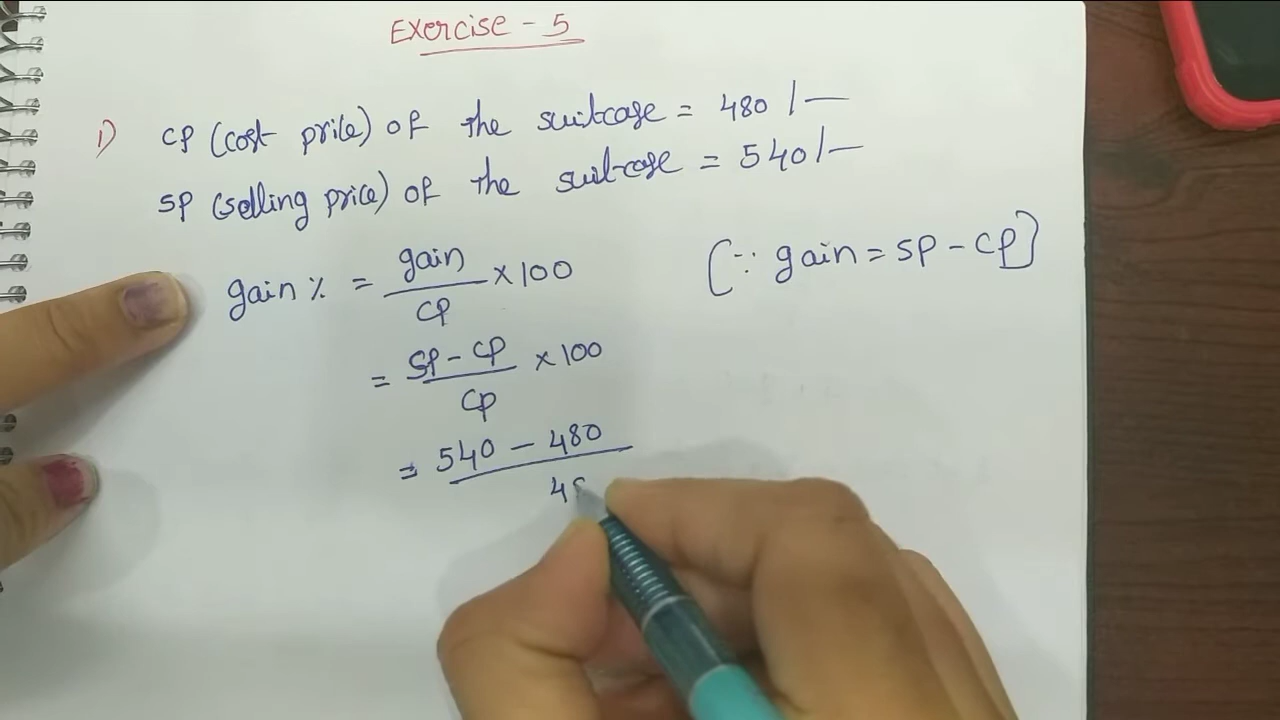 Exercise - 5
1) CP (cost price) of the suitcase = 480 /—
SP (selling price) of the suitcase = 540/—
gain % = gain/CP × 100 [∵ gain = SP - CP]
= SP - CP/CP × 100
= 540 - 480/48